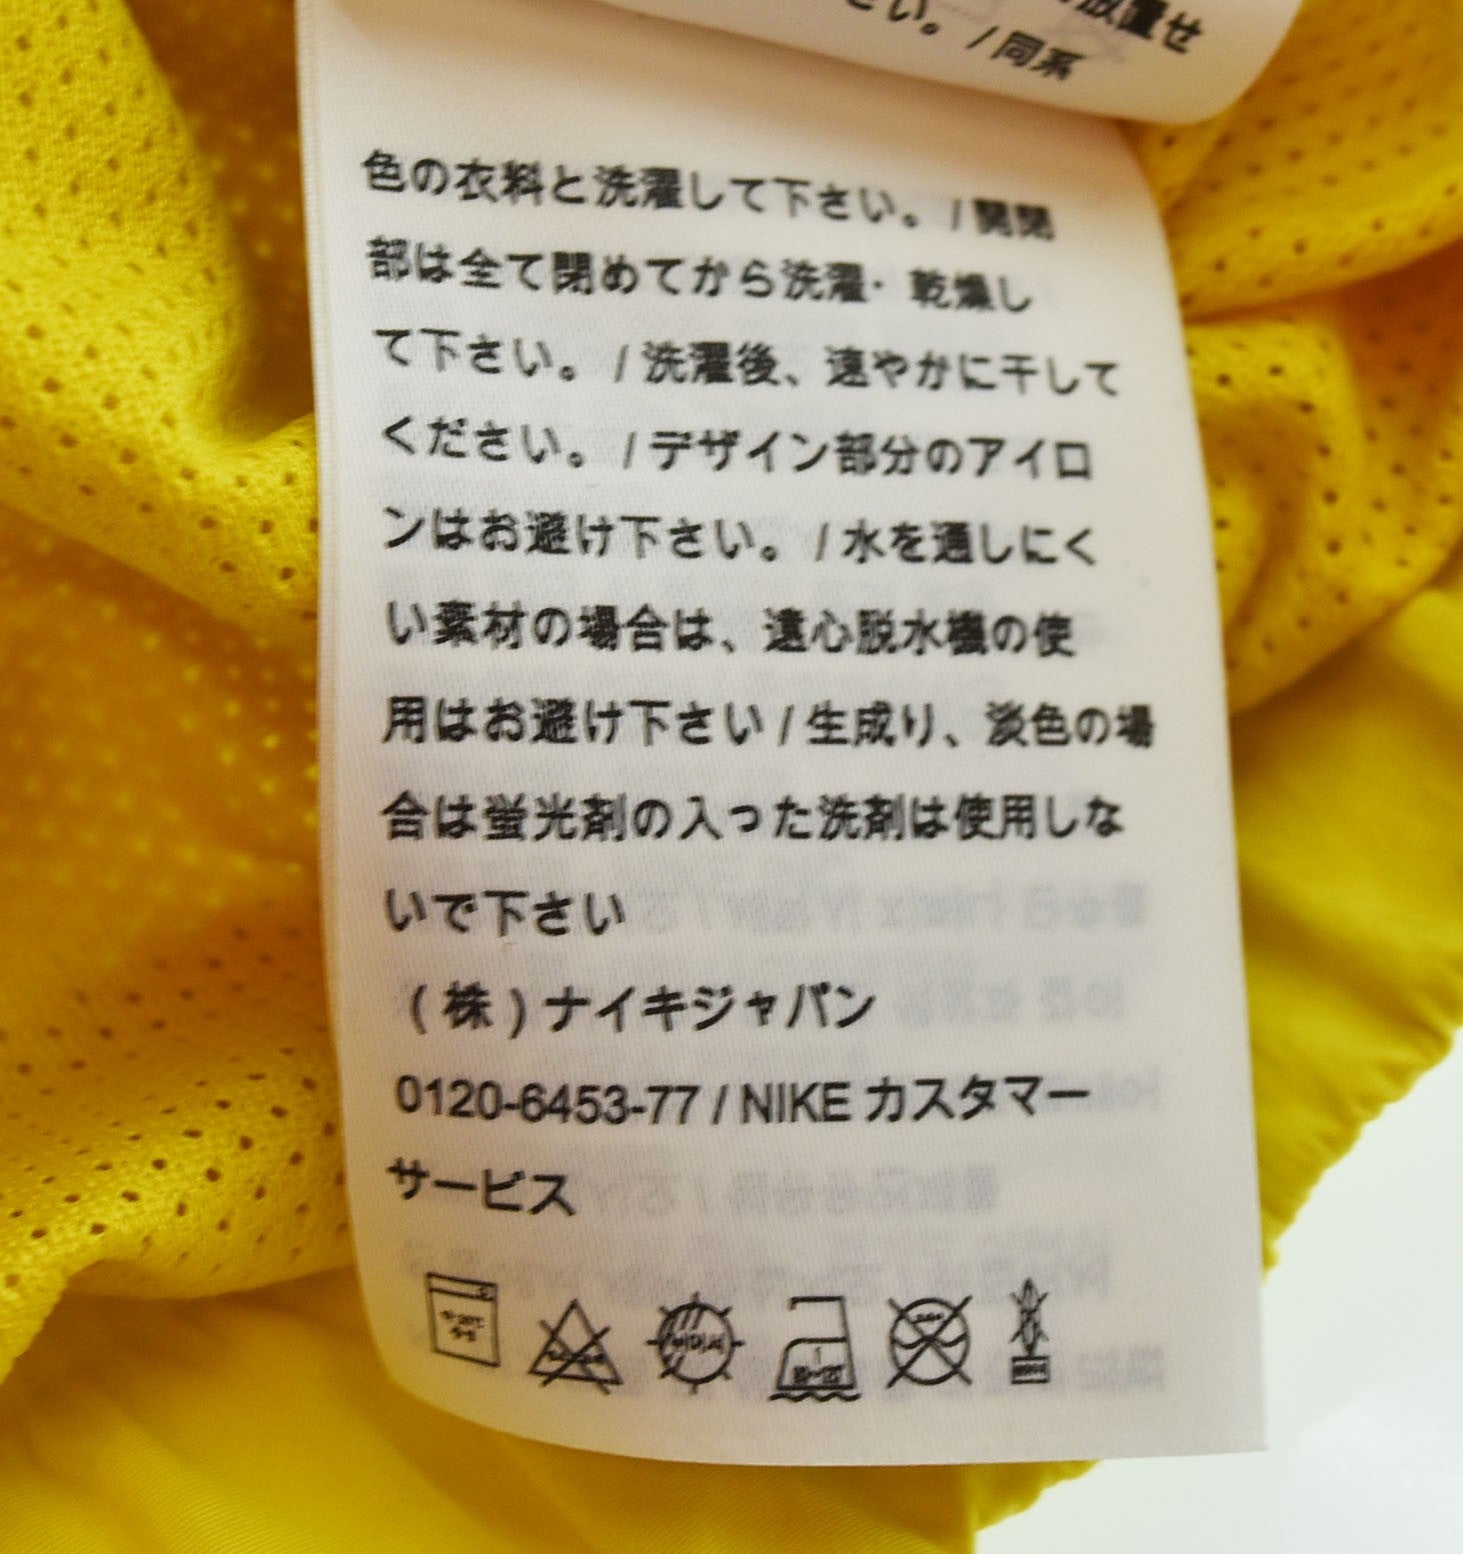 放置せ
さい。/同系
色の衣料と洗濯して下さい。/開閉
部は全て閉めてから洗濯・乾燥し
て下さい。/洗濯後、速やかに干して
ください。/デザイン部分のアイロ
ンはお避け下さい。/水を通しにく
い素材の場合は、遠心脱水機の使
用はお避け下さい/生成り、淡色の場
合は蛍光剤の入った洗剤は使用しな
いで下さい
(株)ナイキジャパン
0120-6453-77 / NIKE カスタマー
サービス